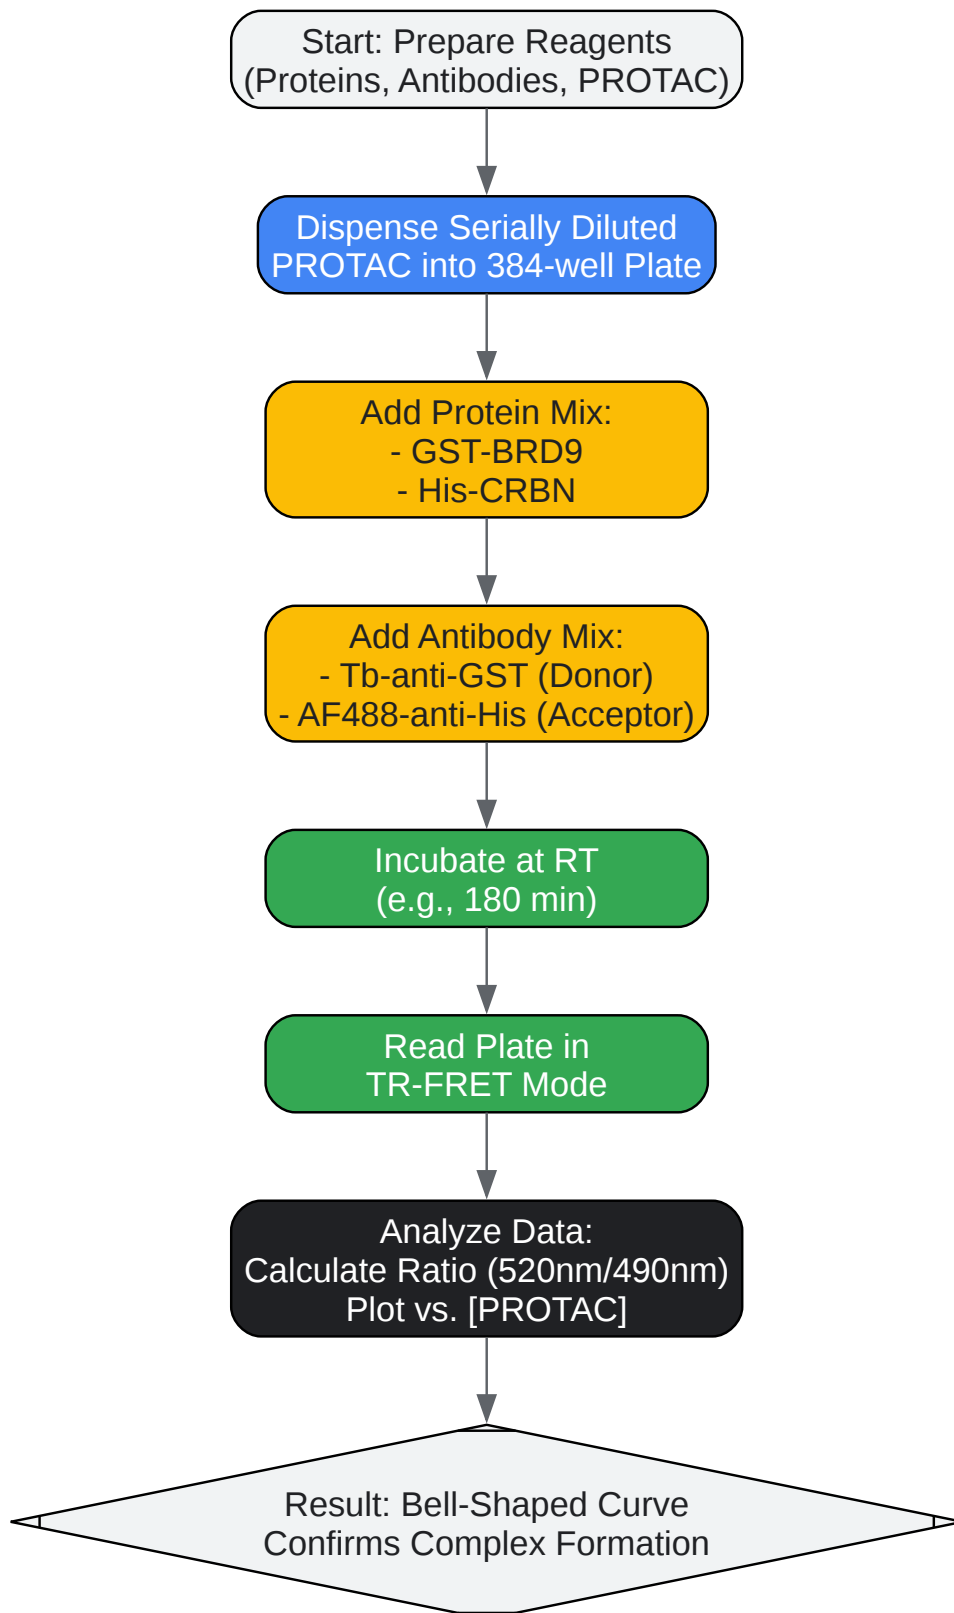 Start: Prepare Reagents
(Proteins, Antibodies, PROTAC)
Dispense Serially Diluted
PROTAC into 384-well Plate
Add Protein Mix:
- GST-BRD9
- His-CRBN
Add Antibody Mix:
- Tb-anti-GST (Donor)
- AF488-anti-His (Acceptor)
Incubate at RT
(e.g., 180 min)
Read Plate in
TR-FRET Mode
Analyze Data:
Calculate Ratio (520nm/490nm)
Plot vs. [PROTAC]
Result: Bell-Shaped Curve
Confirms Complex Formation